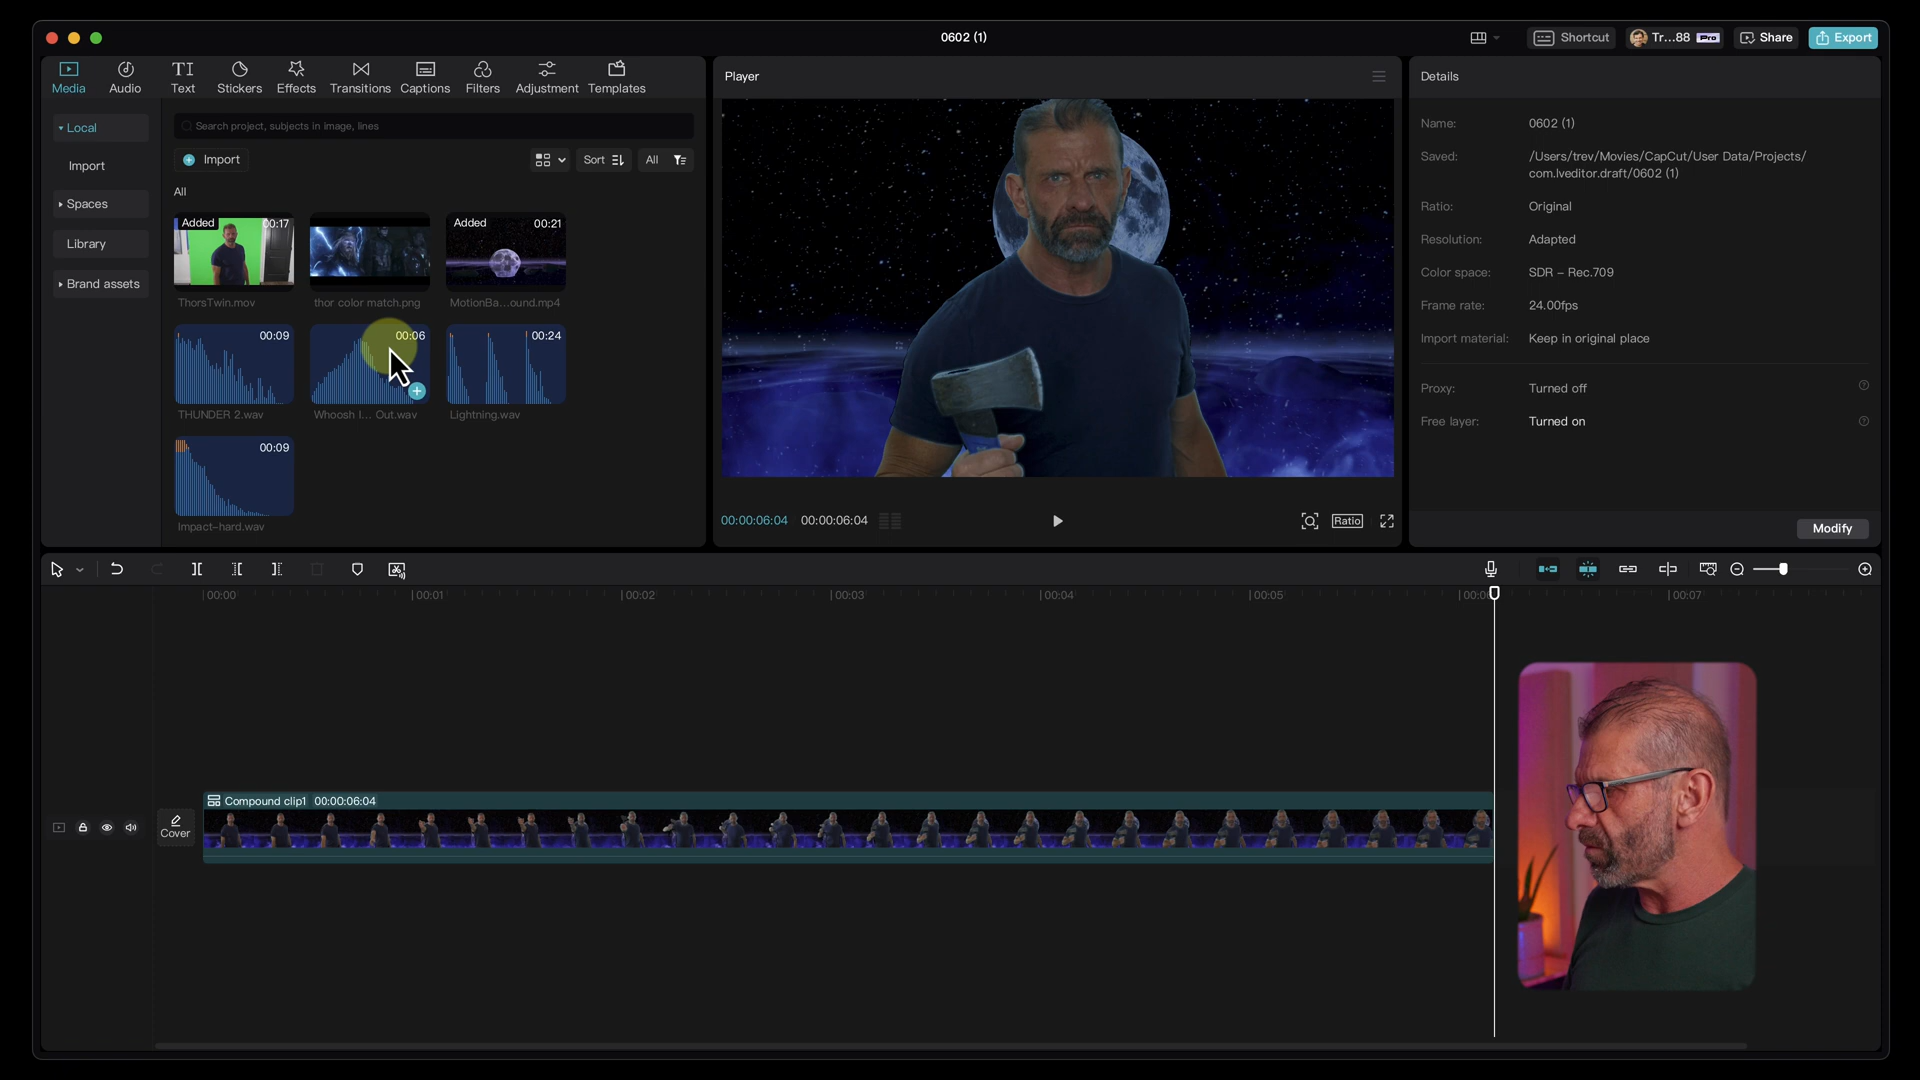 0602 (1)
Shortcut
Tr...88 Pro
Share
Export
Media
Audio
TI
Text
Stickers
Effects
Transitions
Captions
Filters
Adjustment
Templates
Local
Import
Spaces
Library
Brand assets
Search project, subjects in image, lines
Import
Sort
All
All
Added 00:17
Added 00:21
ThorsTwin.mov
thor color match.png
MotionBa...ound.mp4
00:09
00:06
00:24
THUNDER 2.wav
Whoosh I... Out.wav
Lightning.wav
00:09
Impact-hard.wav
Player
00:00:06:04 00:00:06:04
Ratio
Details
Name: 0602 (1)
Saved: /Users/trev/Movies/CapCut/User Data/Projects/
com.lveditor.draft/0602 (1)
Ratio: Original
Resolution: Adapted
Color space: SDR – Rec.709
Frame rate: 24.00fps
Import material: Keep in original place
Proxy: Turned off
Free layer: Turned on
Modify
00:00 00:01 00:02 00:03 00:04 00:05 00:07
Compound clip1 00:00:06:04
Cover